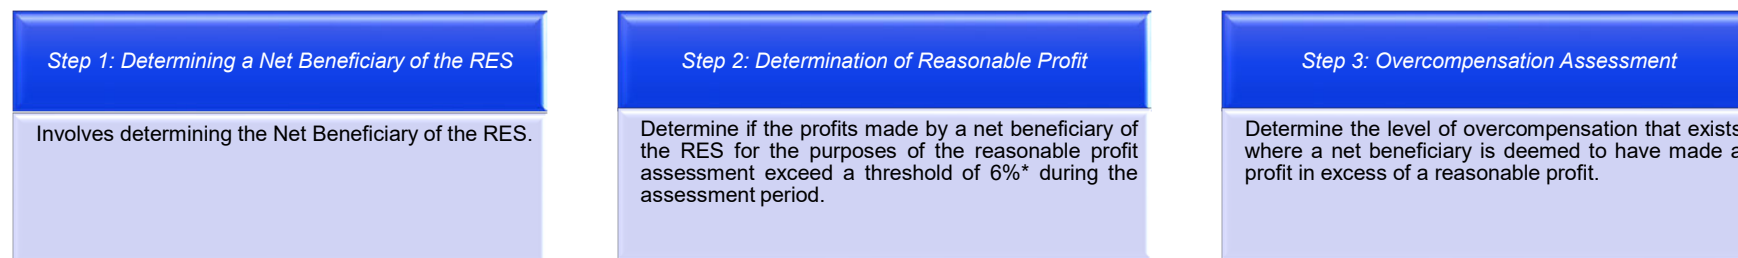 Step 1: Determining a Net Beneficiary of the RES
Involves determining the Net Beneficiary of the RES.
Step 2: Determination of Reasonable Profit
Determine if the profits made by a net beneficiary of
the RES for the purposes of the reasonable profit
assessment exceed a threshold of 6%* during the
assessment period.
Step 3: Overcompensation Assessment
Determine the level of overcompensation that exists
where a net beneficiary is deemed to have made a
profit in excess of a reasonable profit.